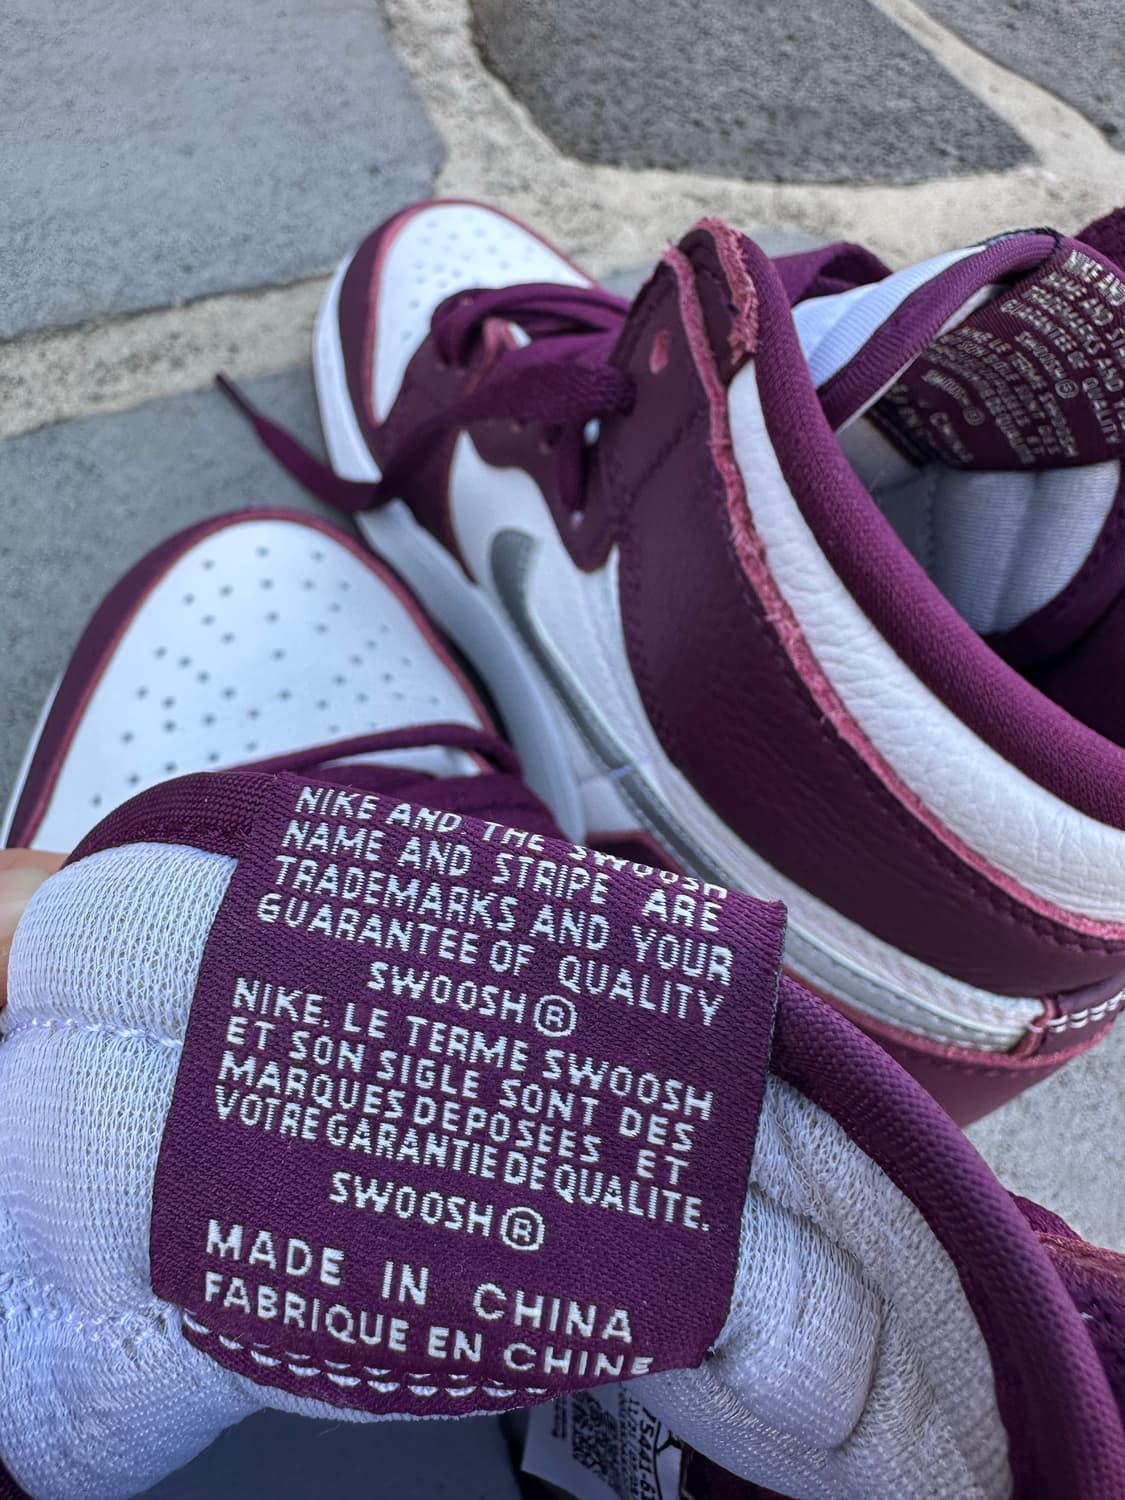 NIKE AND THE SWOOSH
NAME AND STRIPE ARE
TRADEMARKS AND YOUR
GUARANTEE OF QUALITY
SWOOSH®
NIKE. LE TERME SWOOSH
ET SON SIGLE SONT DES
MARQUES DEPOSEES ET
VOTRE GARANTIE DE QUALITE.
SWOOSH®
MADE IN CHINA
FABRIQUE EN CHINE